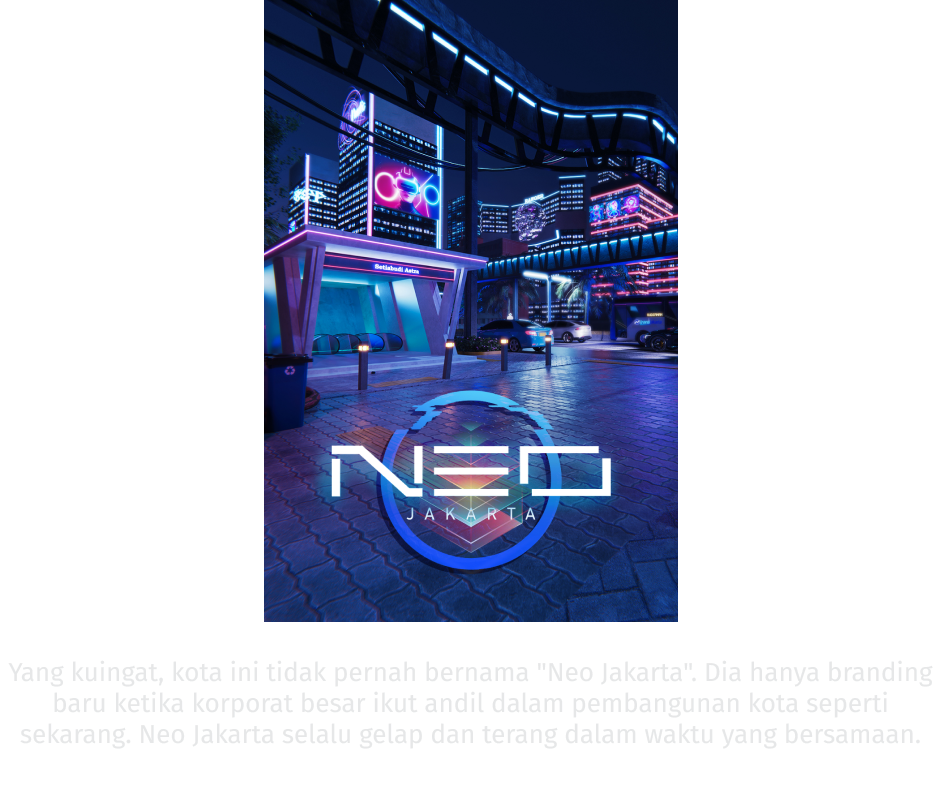 Setiabudi Astra
NEO
JAKARTA
Yang kuingat, kota ini tidak pernah bernama "Neo Jakarta". Dia hanya branding
baru ketika korporat besar ikut andil dalam pembangunan kota seperti
sekarang. Neo Jakarta selalu gelap dan terang dalam waktu yang bersamaan.